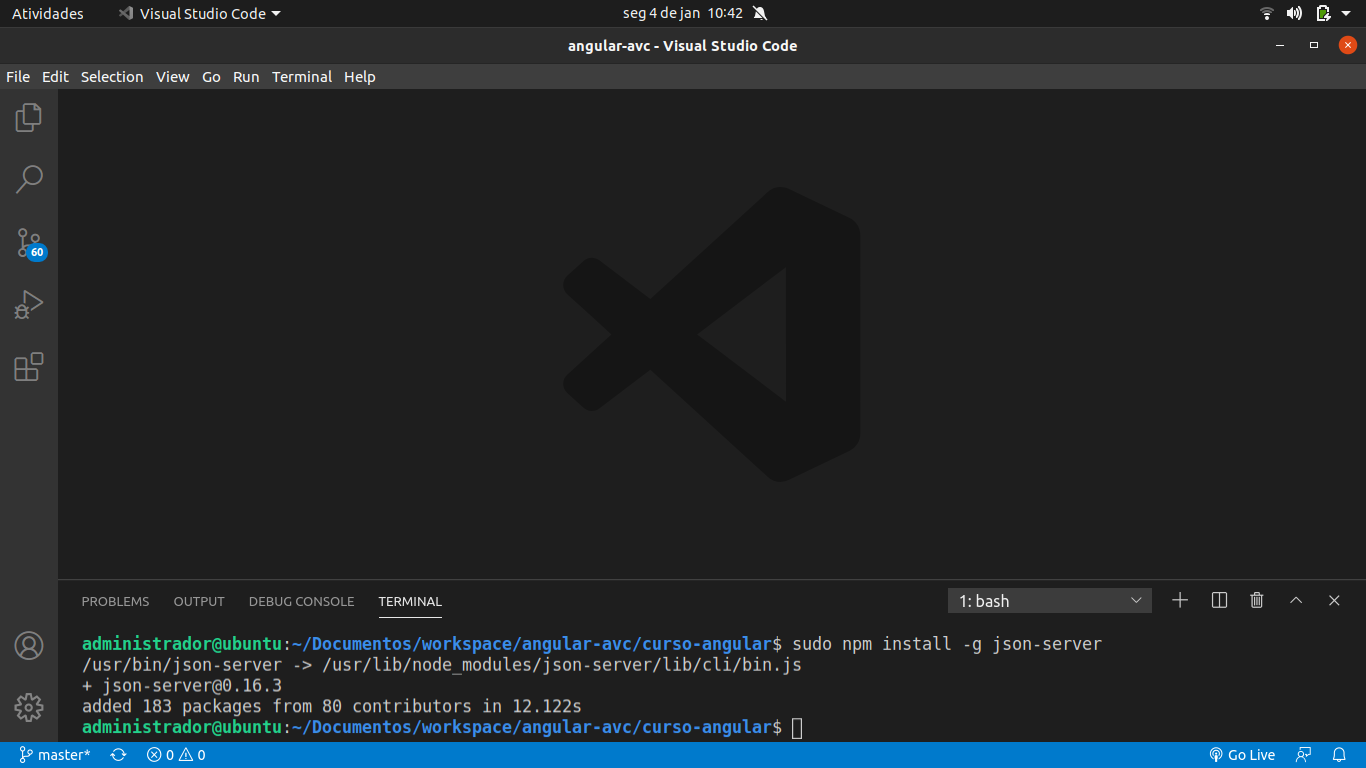 Atividades Visual Studio Code seg 4 de jan 10:42
angular-avc - Visual Studio Code
File Edit Selection View Go Run Terminal Help
60
PROBLEMS OUTPUT DEBUG CONSOLE TERMINAL 1: bash
administrador@ubuntu:~/Documentos/workspace/angular-avc/curso-angular$ sudo npm install -g json-server
/usr/bin/json-server -> /usr/lib/node_modules/json-server/lib/cli/bin.js
+ json-server@0.16.3
added 183 packages from 80 contributors in 12.122s
administrador@ubuntu:~/Documentos/workspace/angular-avc/curso-angular$
master* 0 0 Go Live